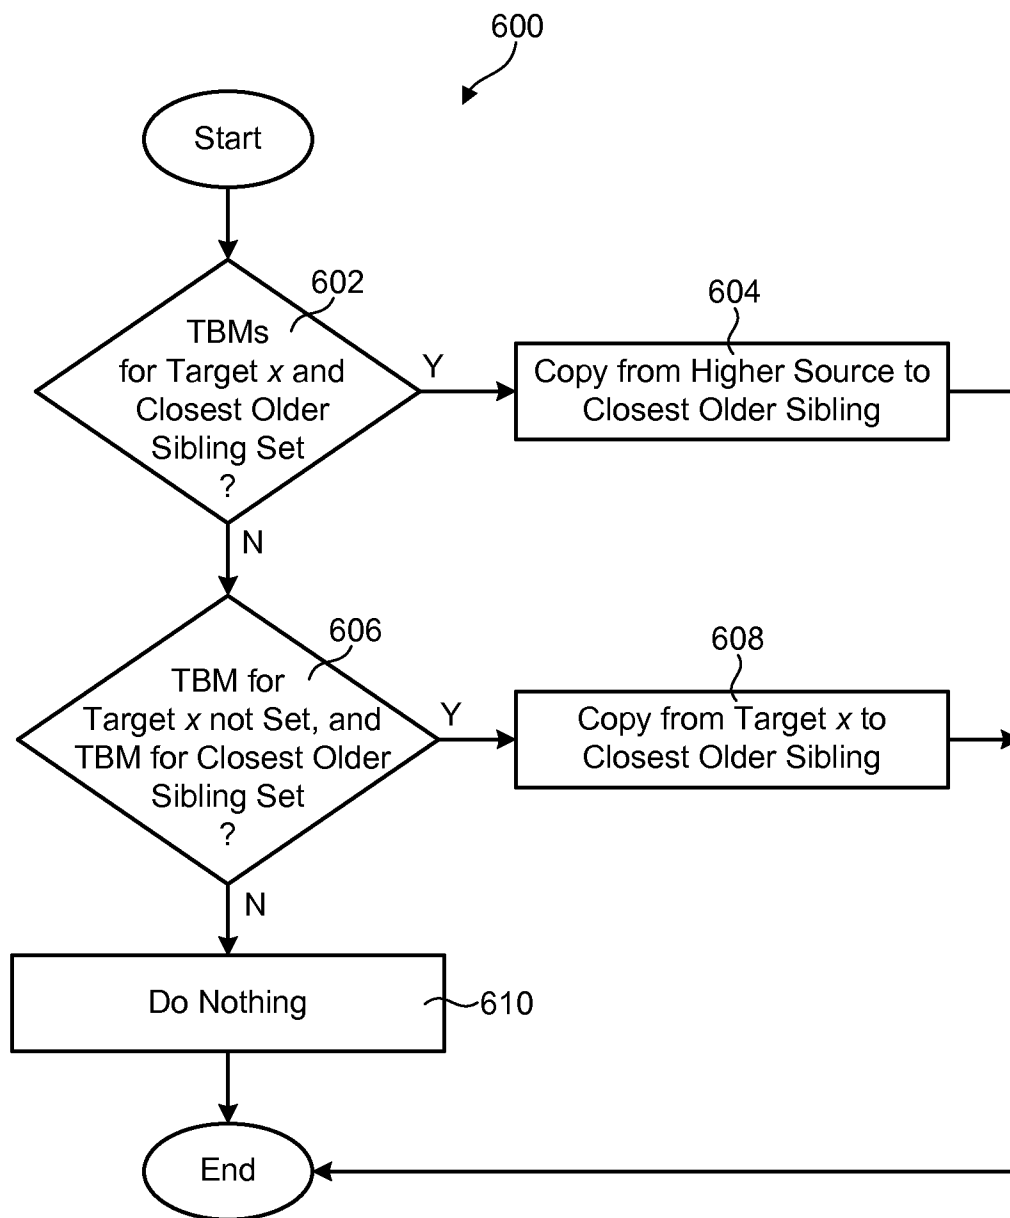 600
Start
602
TBMs
for Target x and
Closest Older
Sibling Set
?
Y
604
Copy from Higher Source to
Closest Older Sibling
N
606
TBM for
Target x not Set, and
TBM for Closest Older
Sibling Set
?
Y
608
Copy from Target x to
Closest Older Sibling
N
Do Nothing
610
End